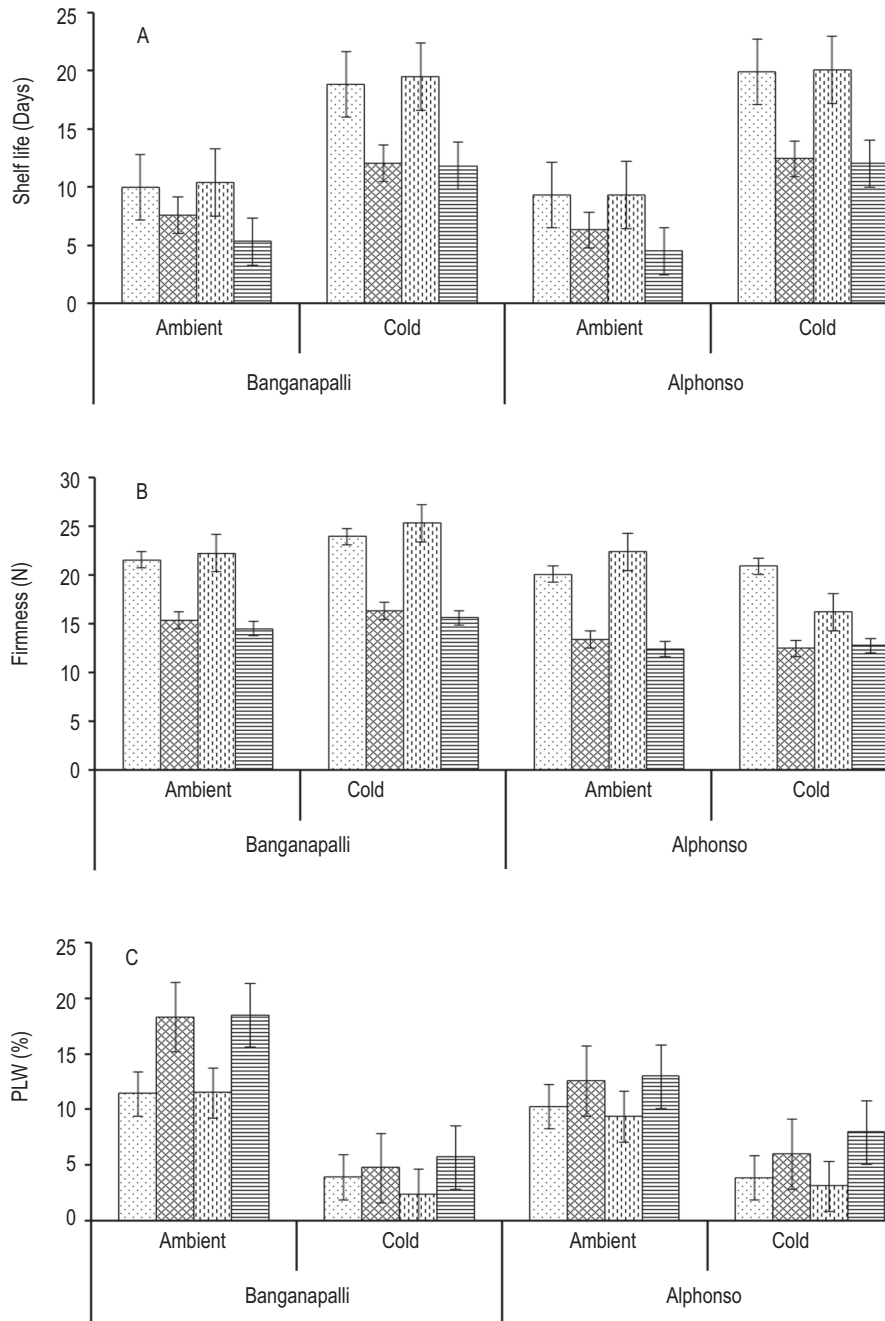 A
Shelf life (Days)
25
20
15
10
5
0
Ambient Cold Ambient Cold
Banganapalli Alphonso
B
Firmness (N)
30
25
20
15
10
5
0
Ambient Cold Ambient Cold
Banganapalli Alphonso
C
PLW (%)
25
20
15
10
5
0
Ambient Cold Ambient Cold
Banganapalli Alphonso